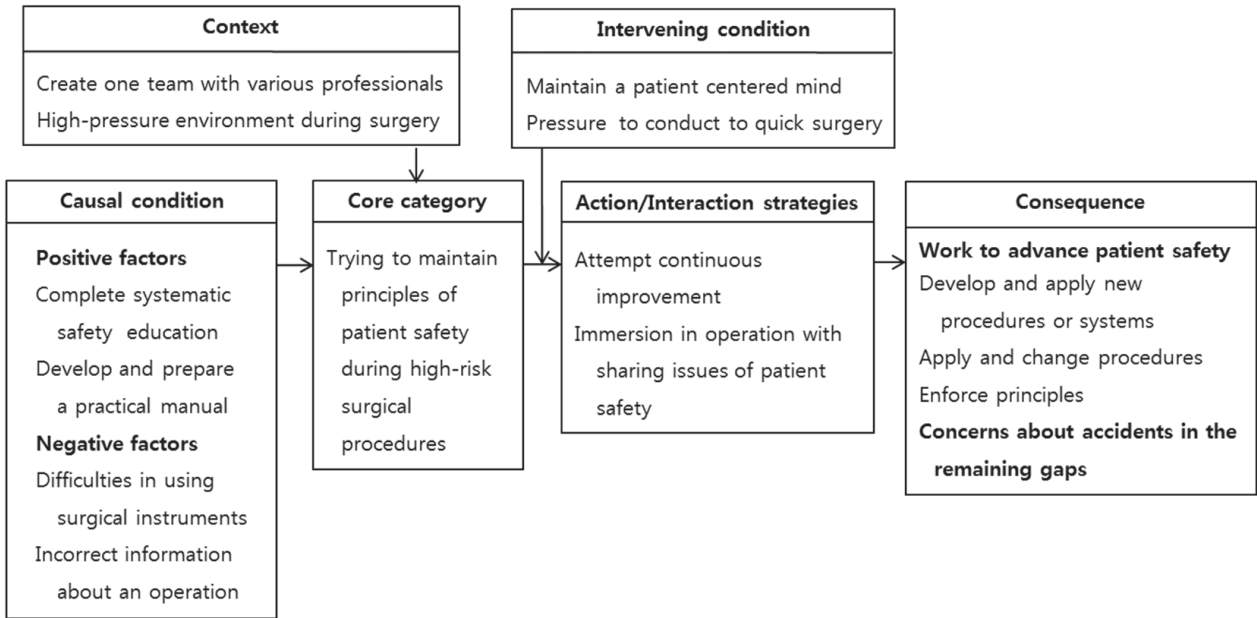 Context
Create one team with various professionals
High-pressure environment during surgery
Intervening condition
Maintain a patient centered mind
Pressure to conduct to quick surgery
Causal condition
Positive factors
Complete systematic
safety education
Develop and prepare
a practical manual
Negative factors
Difficulties in using
surgical instruments
Incorrect information
about an operation
Core category
Trying to maintain
principles of
patient safety
during high-risk
surgical
procedures
Action/Interaction strategies
Attempt continuous
improvement
Immersion in operation with
sharing issues of patient
safety
Consequence
Work to advance patient safety
Develop and apply new
procedures or systems
Apply and change procedures
Enforce principles
Concerns about accidents in the
remaining gaps